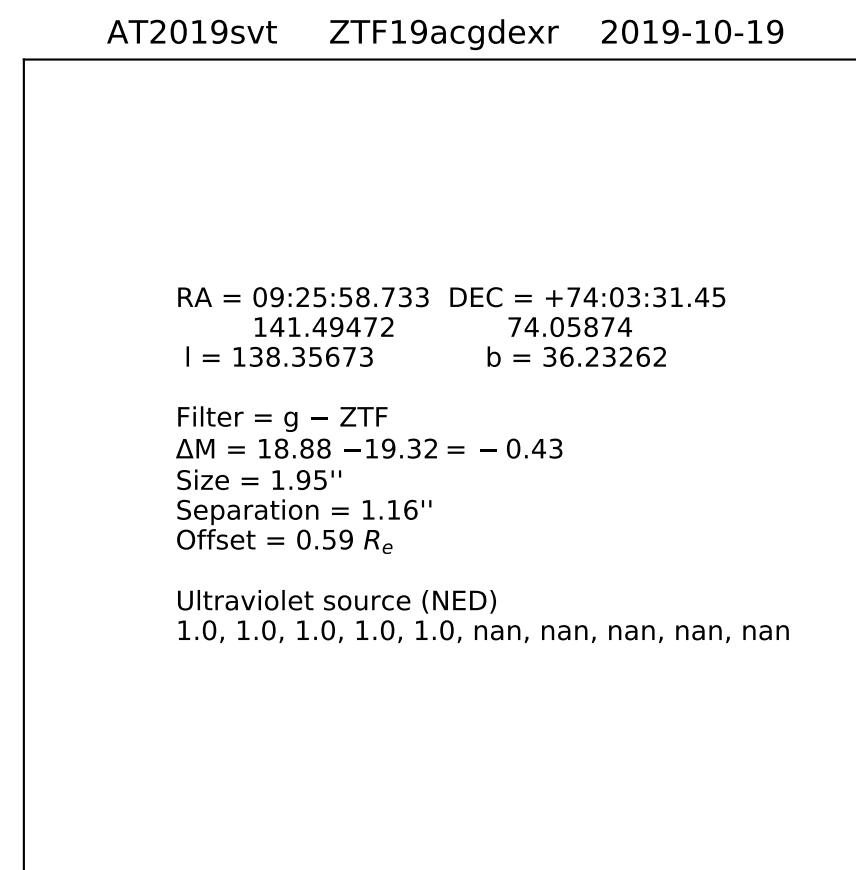 AT2019svt ZTF19acgdexr 2019-10-19
RA = 09:25:58.733 DEC = +74:03:31.45
141.49472 74.05874
l = 138.35673 b = 36.23262
Filter = g − ZTF
ΔM = 18.88 −19.32 = − 0.43
Size = 1.95''
Separation = 1.16''
Offset = 0.59 Re
Ultraviolet source (NED)
1.0, 1.0, 1.0, 1.0, 1.0, nan, nan, nan, nan, nan